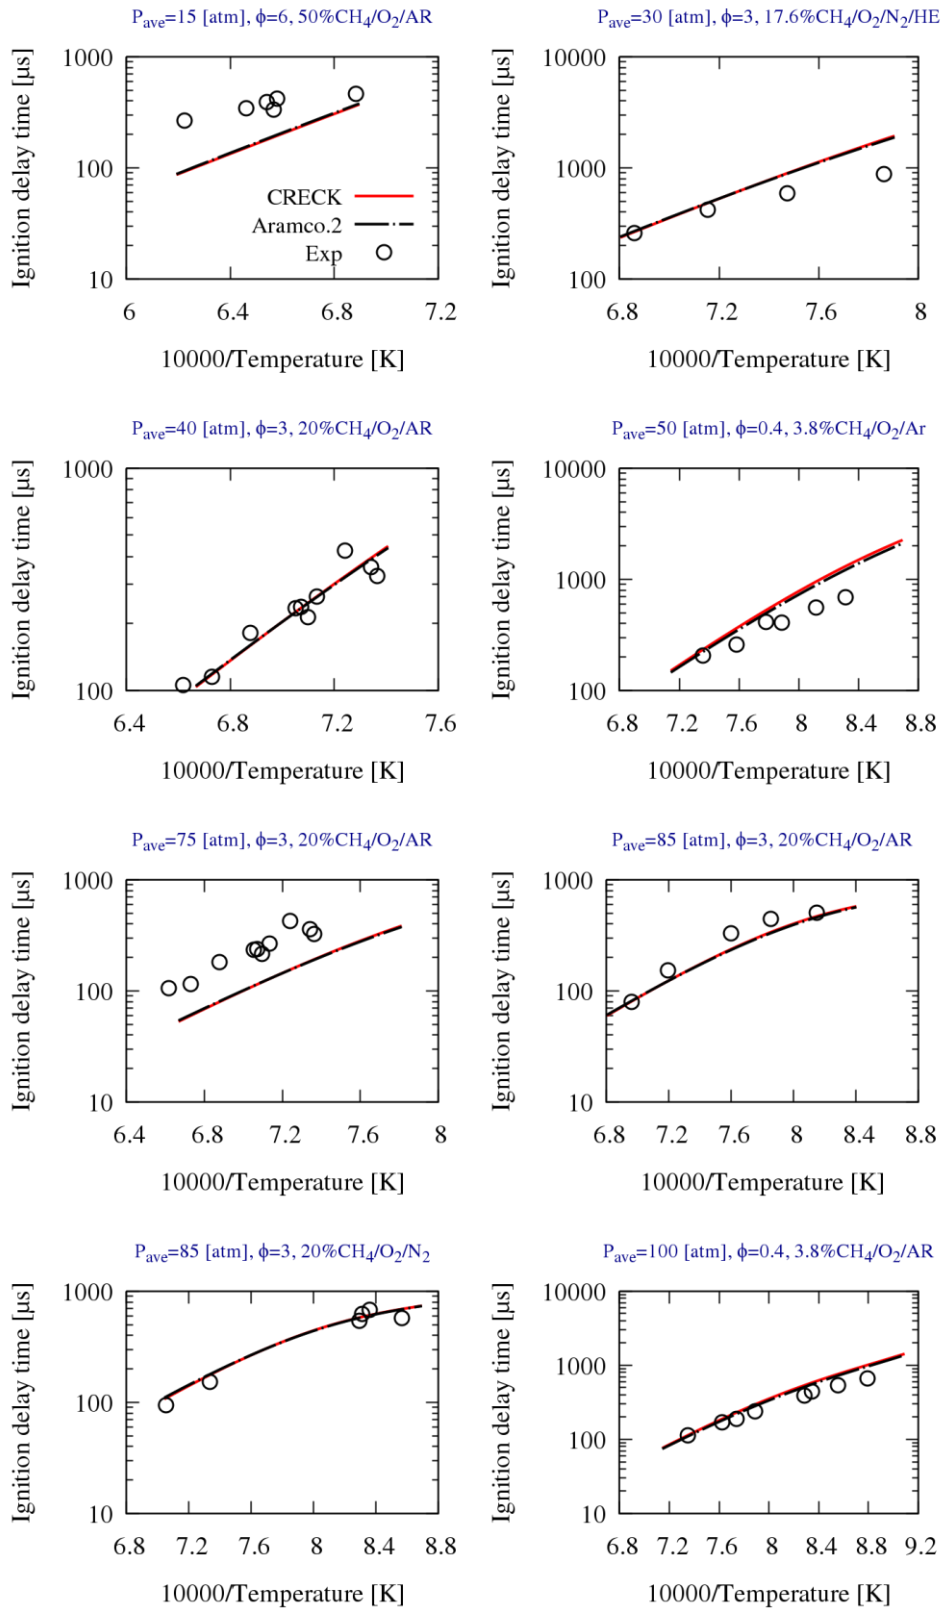 P_ave=15 [atm], ϕ=6, 50%CH₄/O₂/AR
Ignition delay time [μs]
1000
100
10
CRECK
Aramco.2
Exp
6 6.4 6.8 7.2
10000/Temperature [K]
P_ave=30 [atm], ϕ=3, 17.6%CH₄/O₂/N₂/HE
Ignition delay time [μs]
10000
1000
100
6.8 7.2 7.6 8
10000/Temperature [K]
P_ave=40 [atm], ϕ=3, 20%CH₄/O₂/AR
Ignition delay time [μs]
1000
100
6.4 6.8 7.2 7.6
10000/Temperature [K]
P_ave=50 [atm], ϕ=0.4, 3.8%CH₄/O₂/Ar
Ignition delay time [μs]
10000
1000
100
6.8 7.2 7.6 8 8.4 8.8
10000/Temperature [K]
P_ave=75 [atm], ϕ=3, 20%CH₄/O₂/AR
Ignition delay time [μs]
1000
100
10
6.4 6.8 7.2 7.6 8
10000/Temperature [K]
P_ave=85 [atm], ϕ=3, 20%CH₄/O₂/AR
Ignition delay time [μs]
1000
100
10
6.8 7.2 7.6 8 8.4 8.8
10000/Temperature [K]
P_ave=85 [atm], ϕ=3, 20%CH₄/O₂/N₂
Ignition delay time [μs]
1000
100
10
6.8 7.2 7.6 8 8.4 8.8
10000/Temperature [K]
P_ave=100 [atm], ϕ=0.4, 3.8%CH₄/O₂/AR
Ignition delay time [μs]
10000
1000
100
10
6.8 7.2 7.6 8 8.4 8.8 9.2
10000/Temperature [K]